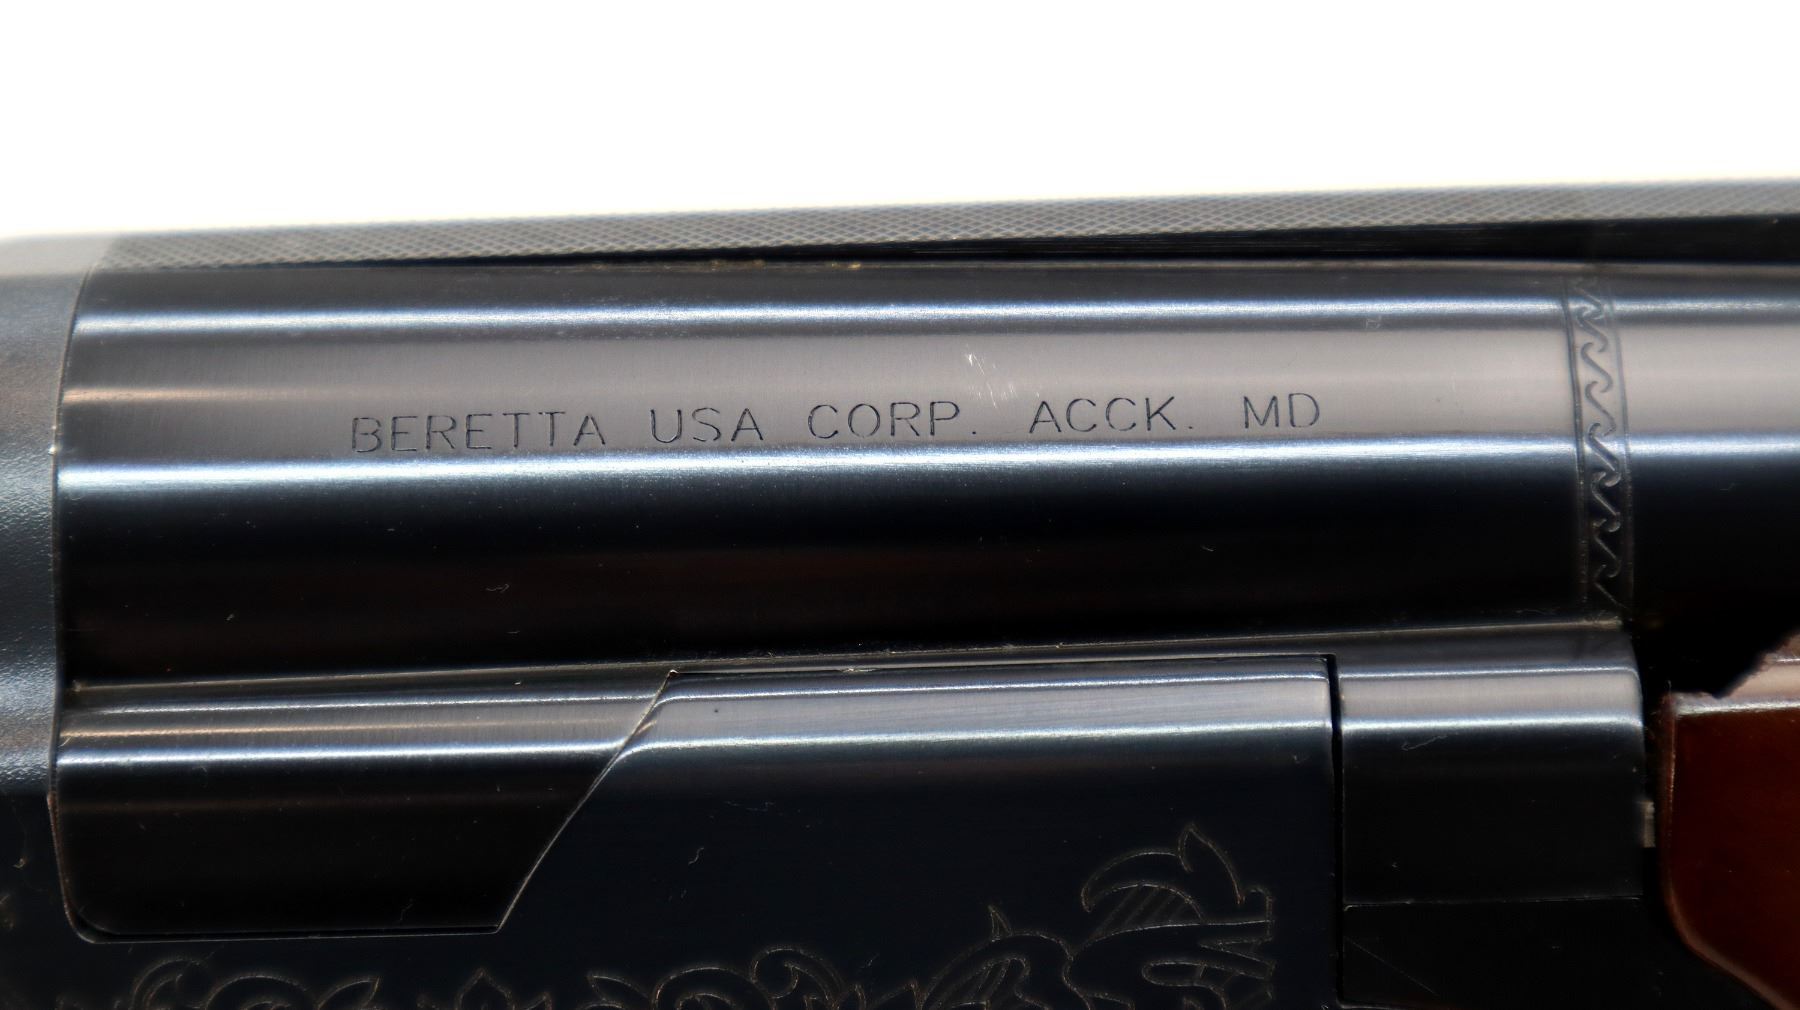 BERETTA USA CORP. ACCK. MD